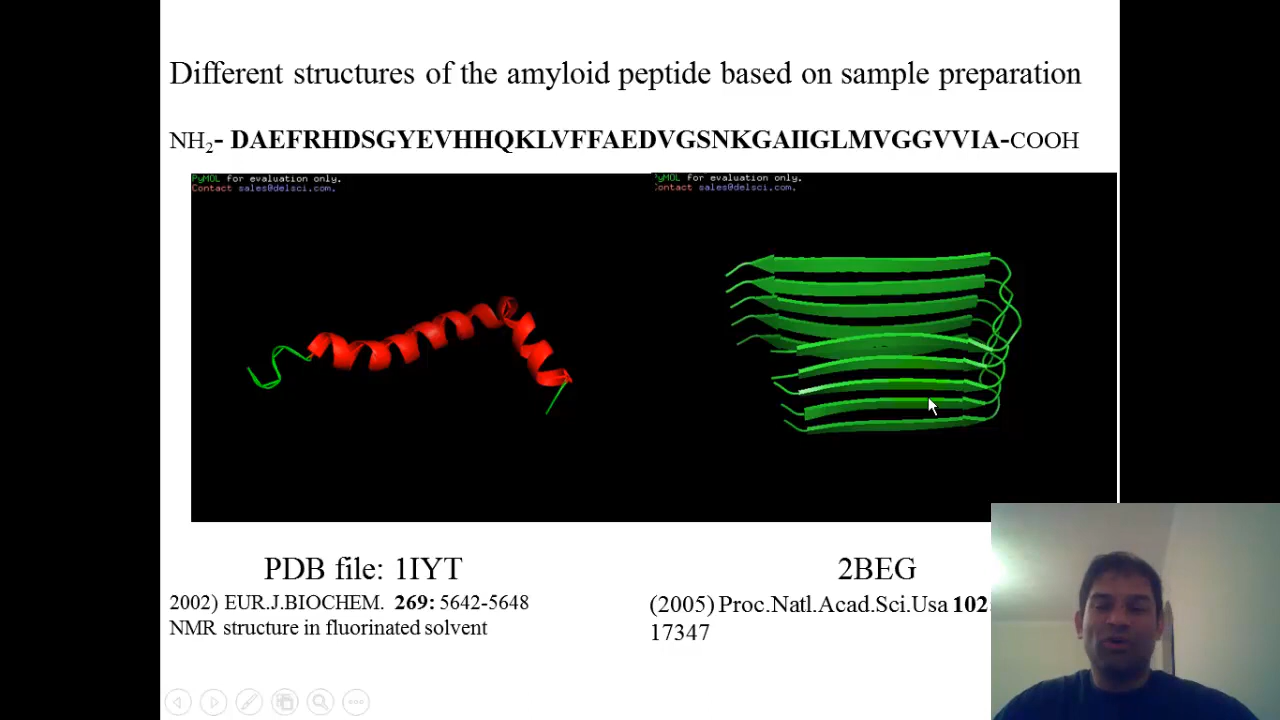 Different structures of the amyloid peptide based on sample preparation
NH2- DAEFRHDSGYEVHHQKLVFFAEDVGSNKGAIIGLMVGGVVIA-COOH
PyMOL for evaluation only.
Contact sales@delsci.com.
PyMOL for evaluation only.
Contact sales@delsci.com.
PDB file: 1IYT
2002) EUR.J.BIOCHEM. 269: 5642-5648
NMR structure in fluorinated solvent
2BEG
(2005) Proc.Natl.Acad.Sci.Usa 102
17347